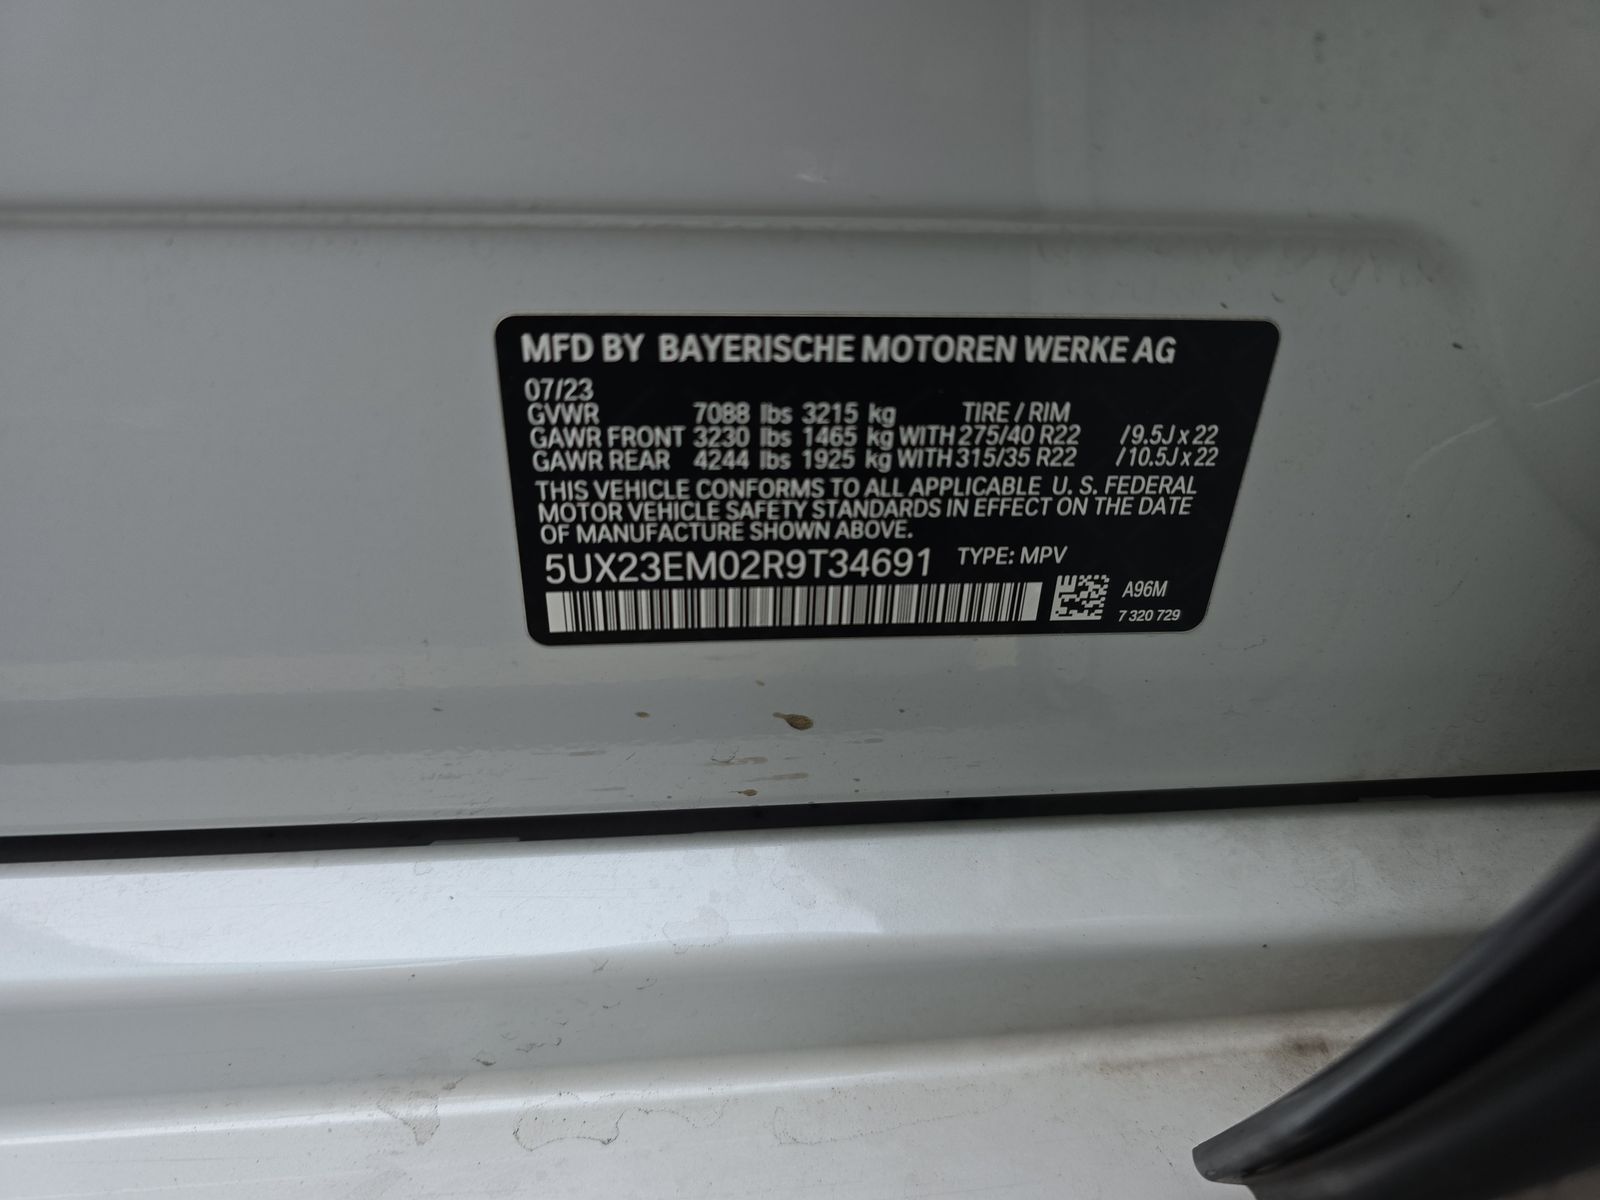 MFD BY BAYERISCHE MOTOREN WERKE AG
07/23
GVWR 7088 lbs 3215 kg TIRE / RIM
GAWR FRONT 3230 lbs 1465 kg WITH 275/40 R22 /9.5J x 22
GAWR REAR 4244 lbs 1925 kg WITH 315/35 R22 /10.5J x 22
THIS VEHICLE CONFORMS TO ALL APPLICABLE U. S. FEDERAL
MOTOR VEHICLE SAFETY STANDARDS IN EFFECT ON THE DATE
OF MANUFACTURE SHOWN ABOVE.
5UX23EM02R9T34691 TYPE: MPV
A96M
7 320 729